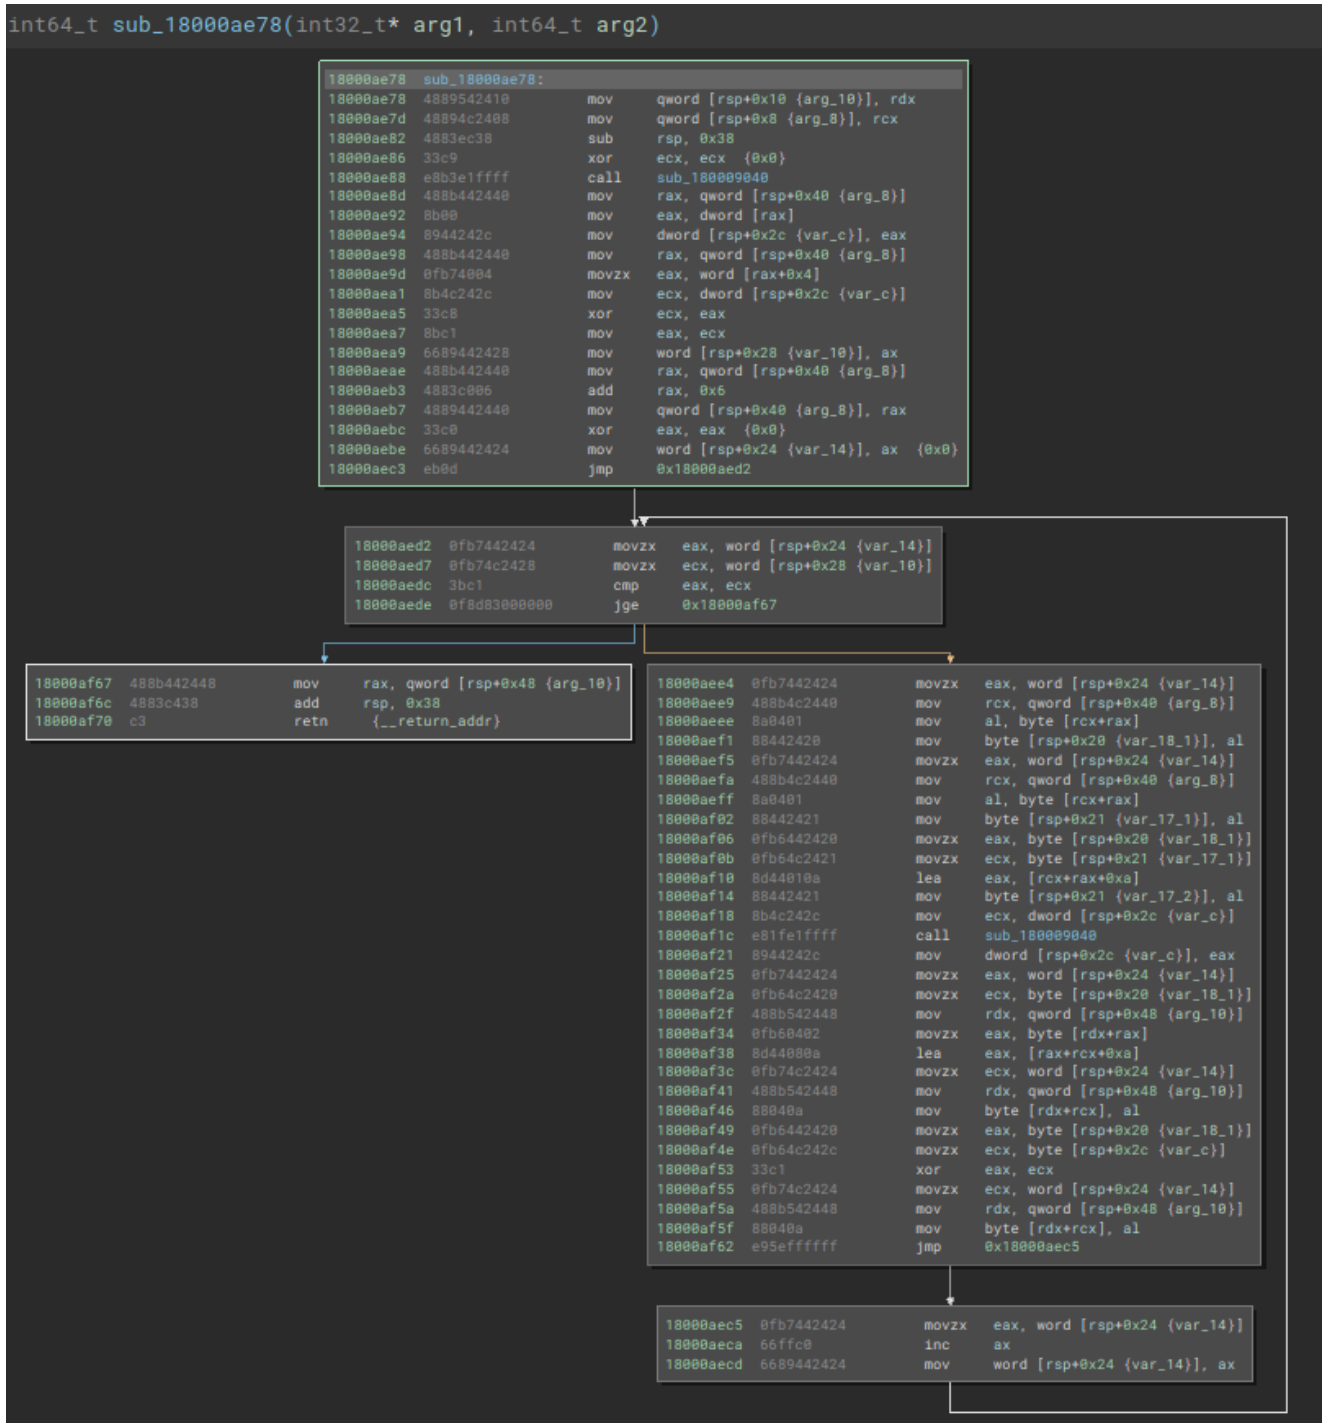 int64_t sub_18000ae78(int32_t* arg1, int64_t arg2)
18000ae78 sub_18000ae78:
18000ae78 4889542410 mov qword [rsp+0x10 {arg_10}], rdx
18000ae7d 48894c2408 mov qword [rsp+0x8 {arg_8}], rcx
18000ae82 4883ec38 sub rsp, 0x38
18000ae86 33c9 xor ecx, ecx {0x0}
18000ae88 e8b3e1ffff call sub_180009040
18000ae8d 488b442440 mov rax, qword [rsp+0x40 {arg_8}]
18000ae92 8b00 mov eax, dword [rax]
18000ae94 8944242c mov dword [rsp+0x2c {var_c}], eax
18000ae98 488b442440 mov rax, qword [rsp+0x40 {arg_8}]
18000ae9d 0fb74004 movzx eax, word [rax+0x4]
18000aea1 8b4c242c mov ecx, dword [rsp+0x2c {var_c}]
18000aea5 33c8 xor ecx, eax
18000aea7 8bc1 mov eax, ecx
18000aea9 6689442428 mov word [rsp+0x28 {var_10}], ax
18000aeae 488b442440 mov rax, qword [rsp+0x40 {arg_8}]
18000aeb3 4883c006 add rax, 0x6
18000aeb7 4889442440 mov qword [rsp+0x40 {arg_8}], rax
18000aebc 33c0 xor eax, eax {0x0}
18000aebe 6689442424 mov word [rsp+0x24 {var_14}], ax {0x0}
18000aec3 eb0d jmp 0x18000aed2
18000aed2 0fb7442424 movzx eax, word [rsp+0x24 {var_14}]
18000aed7 0fb74c2428 movzx ecx, word [rsp+0x28 {var_10}]
18000aedc 3bc1 cmp eax, ecx
18000aede 0f8d83000000 jge 0x18000af67
18000af67 488b442448 mov rax, qword [rsp+0x48 {arg_10}]
18000af6c 4883c438 add rsp, 0x38
18000af70 c3 retn {__return_addr}
18000aee4 0fb7442424 movzx eax, word [rsp+0x24 {var_14}]
18000aee9 488b4c2440 mov rcx, qword [rsp+0x40 {arg_8}]
18000aeee 8a0401 mov al, byte [rcx+rax]
18000aef1 88442420 mov byte [rsp+0x20 {var_18_1}], al
18000aef5 0fb7442424 movzx eax, word [rsp+0x24 {var_14}]
18000aefa 488b4c2440 mov rcx, qword [rsp+0x40 {arg_8}]
18000aeff 8a0401 mov al, byte [rcx+rax]
18000af02 88442421 mov byte [rsp+0x21 {var_17_1}], al
18000af06 0fb6442420 movzx eax, byte [rsp+0x20 {var_18_1}]
18000af0b 0fb64c2421 movzx ecx, byte [rsp+0x21 {var_17_1}]
18000af10 8d44010a lea eax, [rcx+rax+0xa]
18000af14 88442421 mov byte [rsp+0x21 {var_17_2}], al
18000af18 8b4c242c mov ecx, dword [rsp+0x2c {var_c}]
18000af1c e81fe1ffff call sub_180009040
18000af21 8944242c mov dword [rsp+0x2c {var_c}], eax
18000af25 0fb7442424 movzx eax, word [rsp+0x24 {var_14}]
18000af2a 0fb64c2420 movzx ecx, byte [rsp+0x20 {var_18_1}]
18000af2f 488b542448 mov rdx, qword [rsp+0x48 {arg_10}]
18000af34 0fb60402 movzx eax, byte [rdx+rax]
18000af38 8d44080a lea eax, [rax+rcx+0xa]
18000af3c 0fb74c2424 movzx ecx, word [rsp+0x24 {var_14}]
18000af41 488b542448 mov rdx, qword [rsp+0x48 {arg_10}]
18000af46 88040a mov byte [rdx+rcx], al
18000af49 0fb6442420 movzx eax, byte [rsp+0x20 {var_18_1}]
18000af4e 0fb64c242c movzx ecx, byte [rsp+0x2c {var_c}]
18000af53 33c1 xor eax, ecx
18000af55 0fb74c2424 movzx ecx, word [rsp+0x24 {var_14}]
18000af5a 488b542448 mov rdx, qword [rsp+0x48 {arg_10}]
18000af5f 88040a mov byte [rdx+rcx], al
18000af62 e95effffff jmp 0x18000aec5
18000aec5 0fb7442424 movzx eax, word [rsp+0x24 {var_14}]
18000aeca 66ffc0 inc ax
18000aecd 6689442424 mov word [rsp+0x24 {var_14}], ax